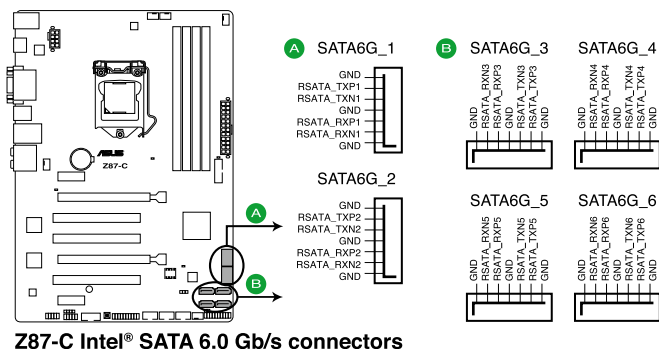 A SATA6G_1
GND
RSATA_TXP1
RSATA_TXN1
GND
RSATA_RXP1
RSATA_RXN1
GND
SATA6G_2
GND
RSATA_TXP2
RSATA_TXN2
GND
RSATA_RXP2
RSATA_RXN2
GND
B SATA6G_3
GND
RSATA_RXN3
RSATA_RXP3
GND
RSATA_TXN3
RSATA_TXP3
GND
SATA6G_4
GND
RSATA_RXN4
RSATA_RXP4
GND
RSATA_TXN4
RSATA_TXP4
GND
SATA6G_5
GND
RSATA_RXN5
RSATA_RXP5
GND
RSATA_TXN5
RSATA_TXP5
GND
SATA6G_6
GND
RSATA_RXN6
RSATA_RXP6
GND
RSATA_TXN6
RSATA_TXP6
GND
ASUS
Z87-C
A
B
Z87-C Intel® SATA 6.0 Gb/s connectors